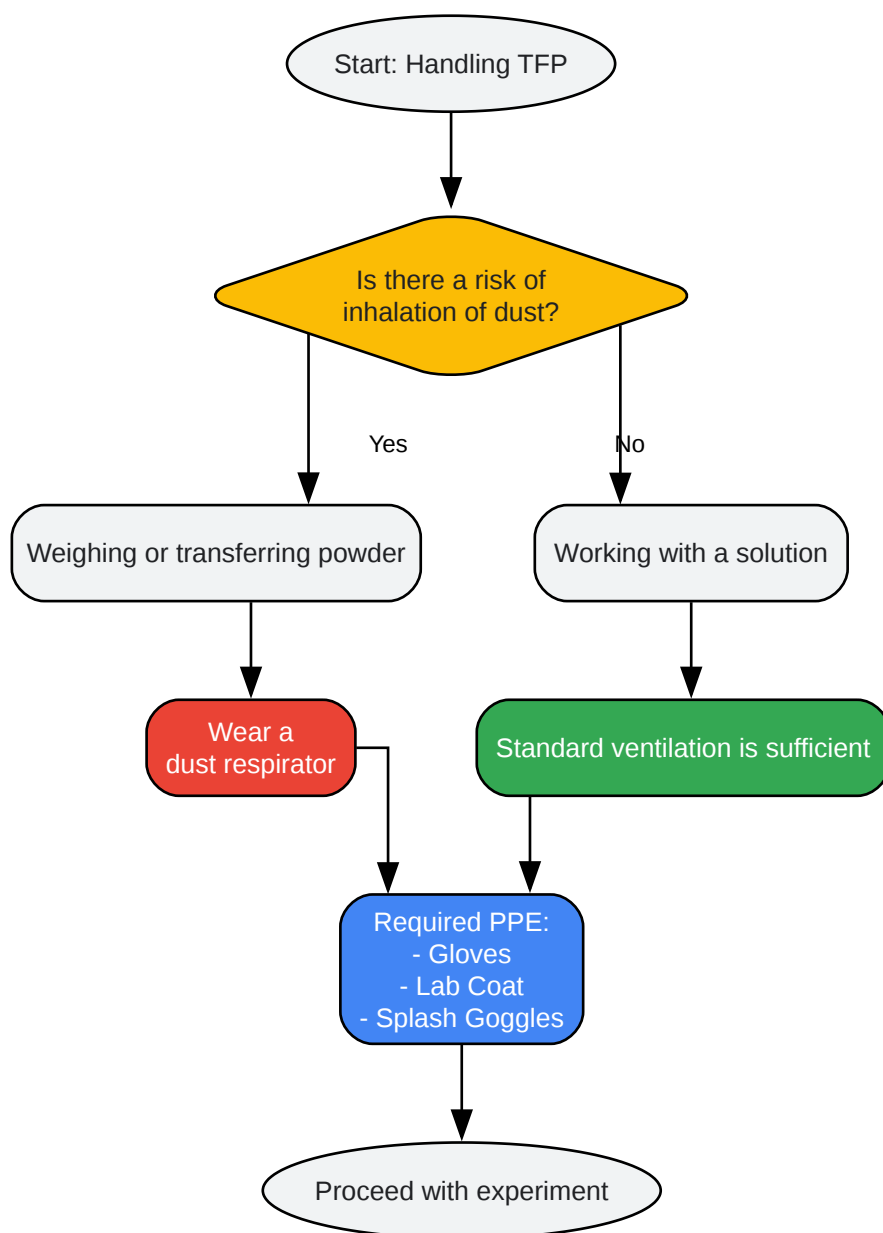 Start: Handling TFP
Is there a risk of
inhalation of dust?
Yes
No
Weighing or transferring powder
Working with a solution
Wear a
dust respirator
Standard ventilation is sufficient
Required PPE:
- Gloves
- Lab Coat
- Splash Goggles
Proceed with experiment